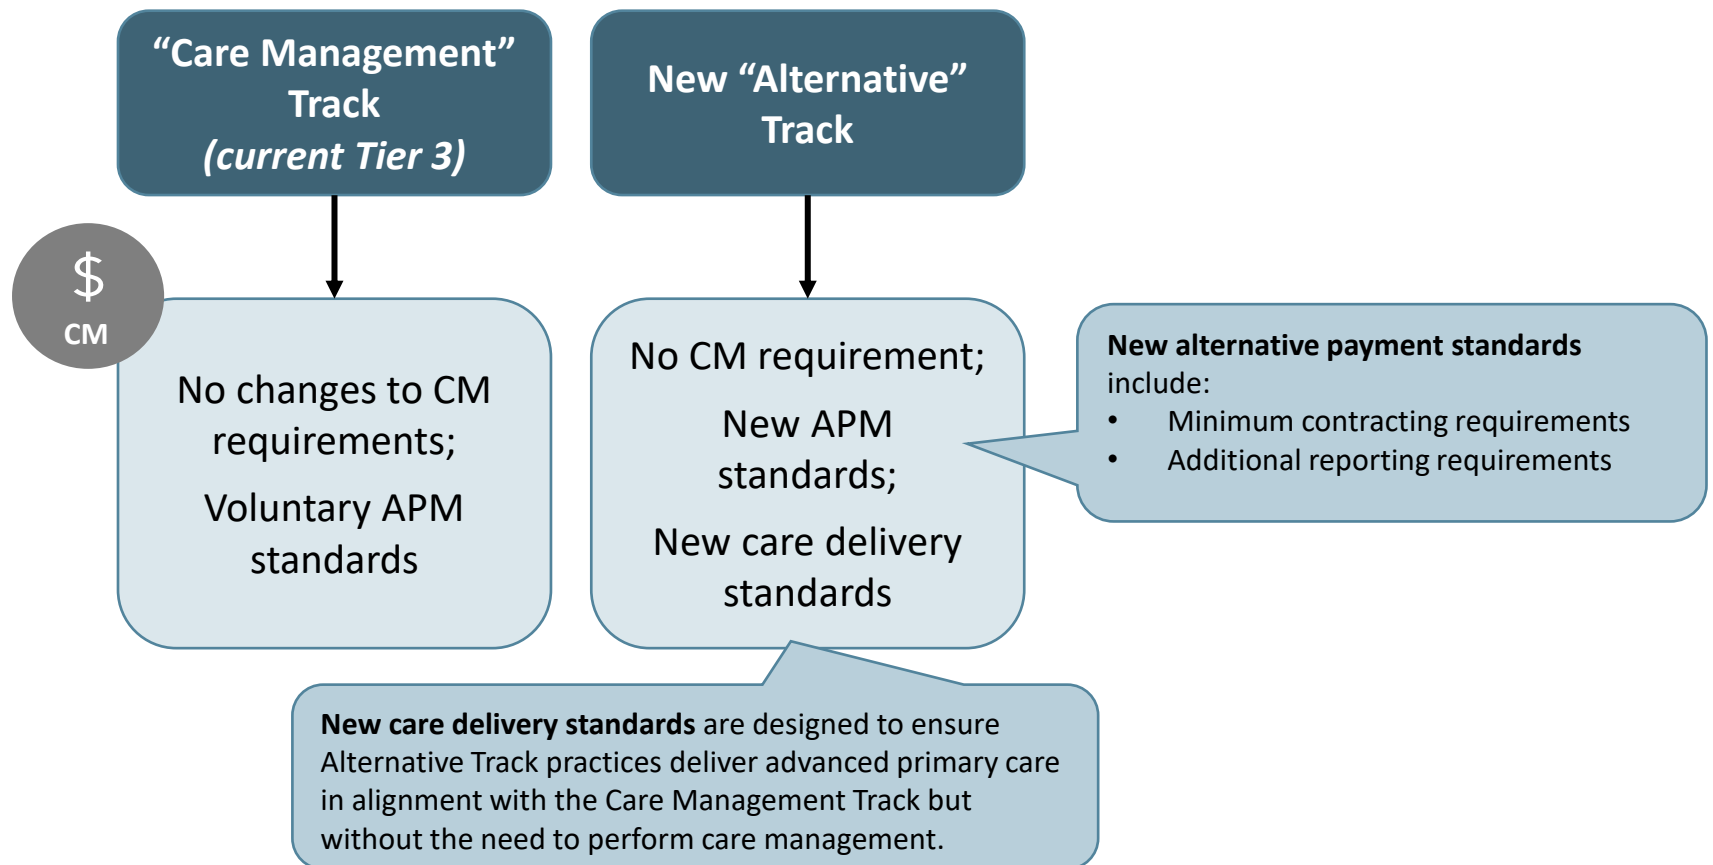 “Care Management”
Track
(current Tier 3)
New “Alternative”
Track
$
CM
No changes to CM
requirements;
Voluntary APM
standards
No CM requirement;
New APM
standards;
New care delivery
standards
New alternative payment standards
include:
• Minimum contracting requirements
• Additional reporting requirements
New care delivery standards are designed to ensure
Alternative Track practices deliver advanced primary care
in alignment with the Care Management Track but
without the need to perform care management.